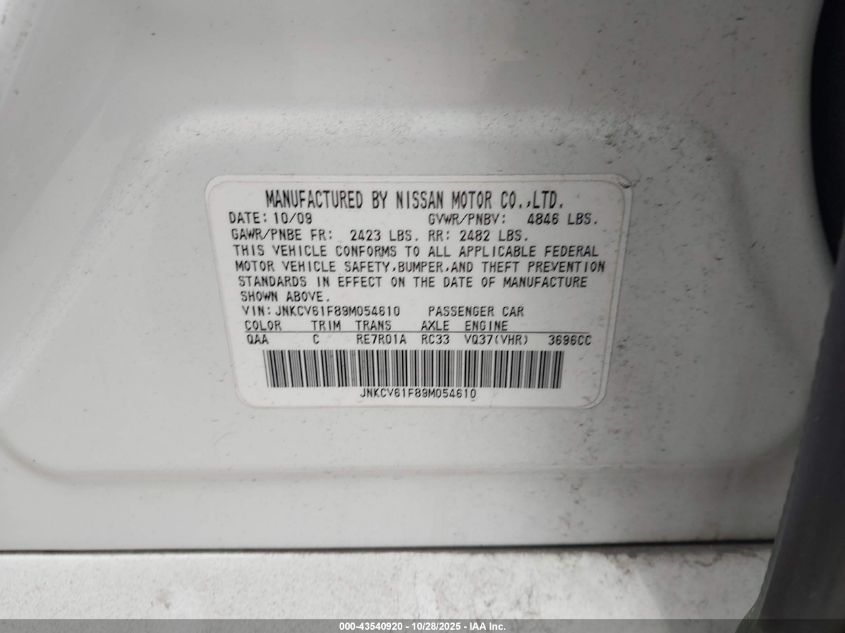 MANUFACTURED BY NISSAN MOTOR CO.,LTD.
DATE: 10/09 GVWR/PNBV: 4846 LBS.
GAWR/PNBE FR: 2423 LBS. RR: 2482 LBS.
THIS VEHICLE CONFORMS TO ALL APPLICABLE FEDERAL
MOTOR VEHICLE SAFETY,BUMPER,AND THEFT PREVENTION
STANDARDS IN EFFECT ON THE DATE OF MANUFACTURE
SHOWN ABOVE.
VIN: JNKCV61F89M054610 PASSENGER CAR
COLOR TRIM TRANS AXLE ENGINE
QAA C RE7R01A RC33 VQ37(VHR) 3696CC
JNKCV61F89M054610
000-43540920 - 10/28/2025 - IAA Inc.